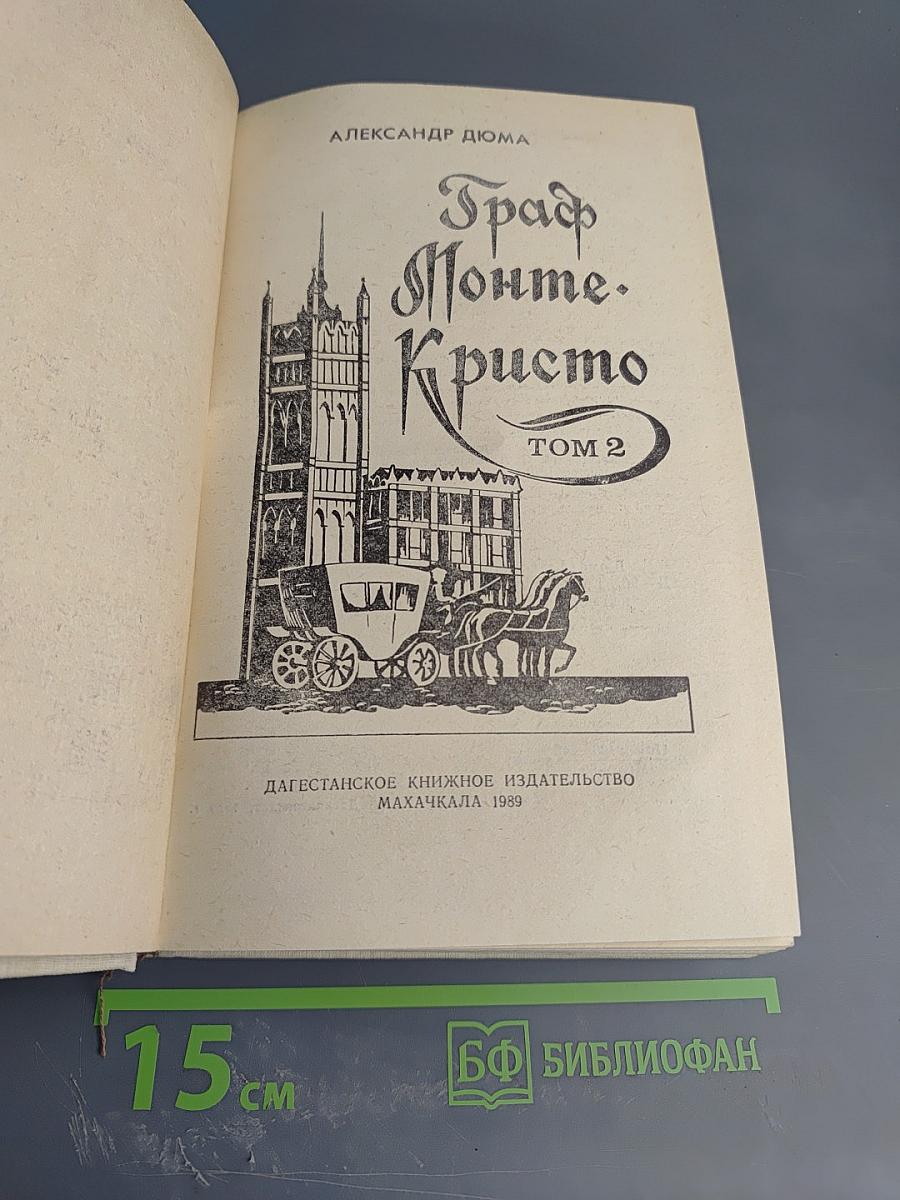 АЛЕКСАНДР ДЮМА
Граф
Монте-
Кристо
ТОМ 2
ДАГЕСТАНСКОЕ КНИЖНОЕ ИЗДАТЕЛЬСТВО
МАХАЧКАЛА 1989
15 см
БФ БИБЛИОФАН